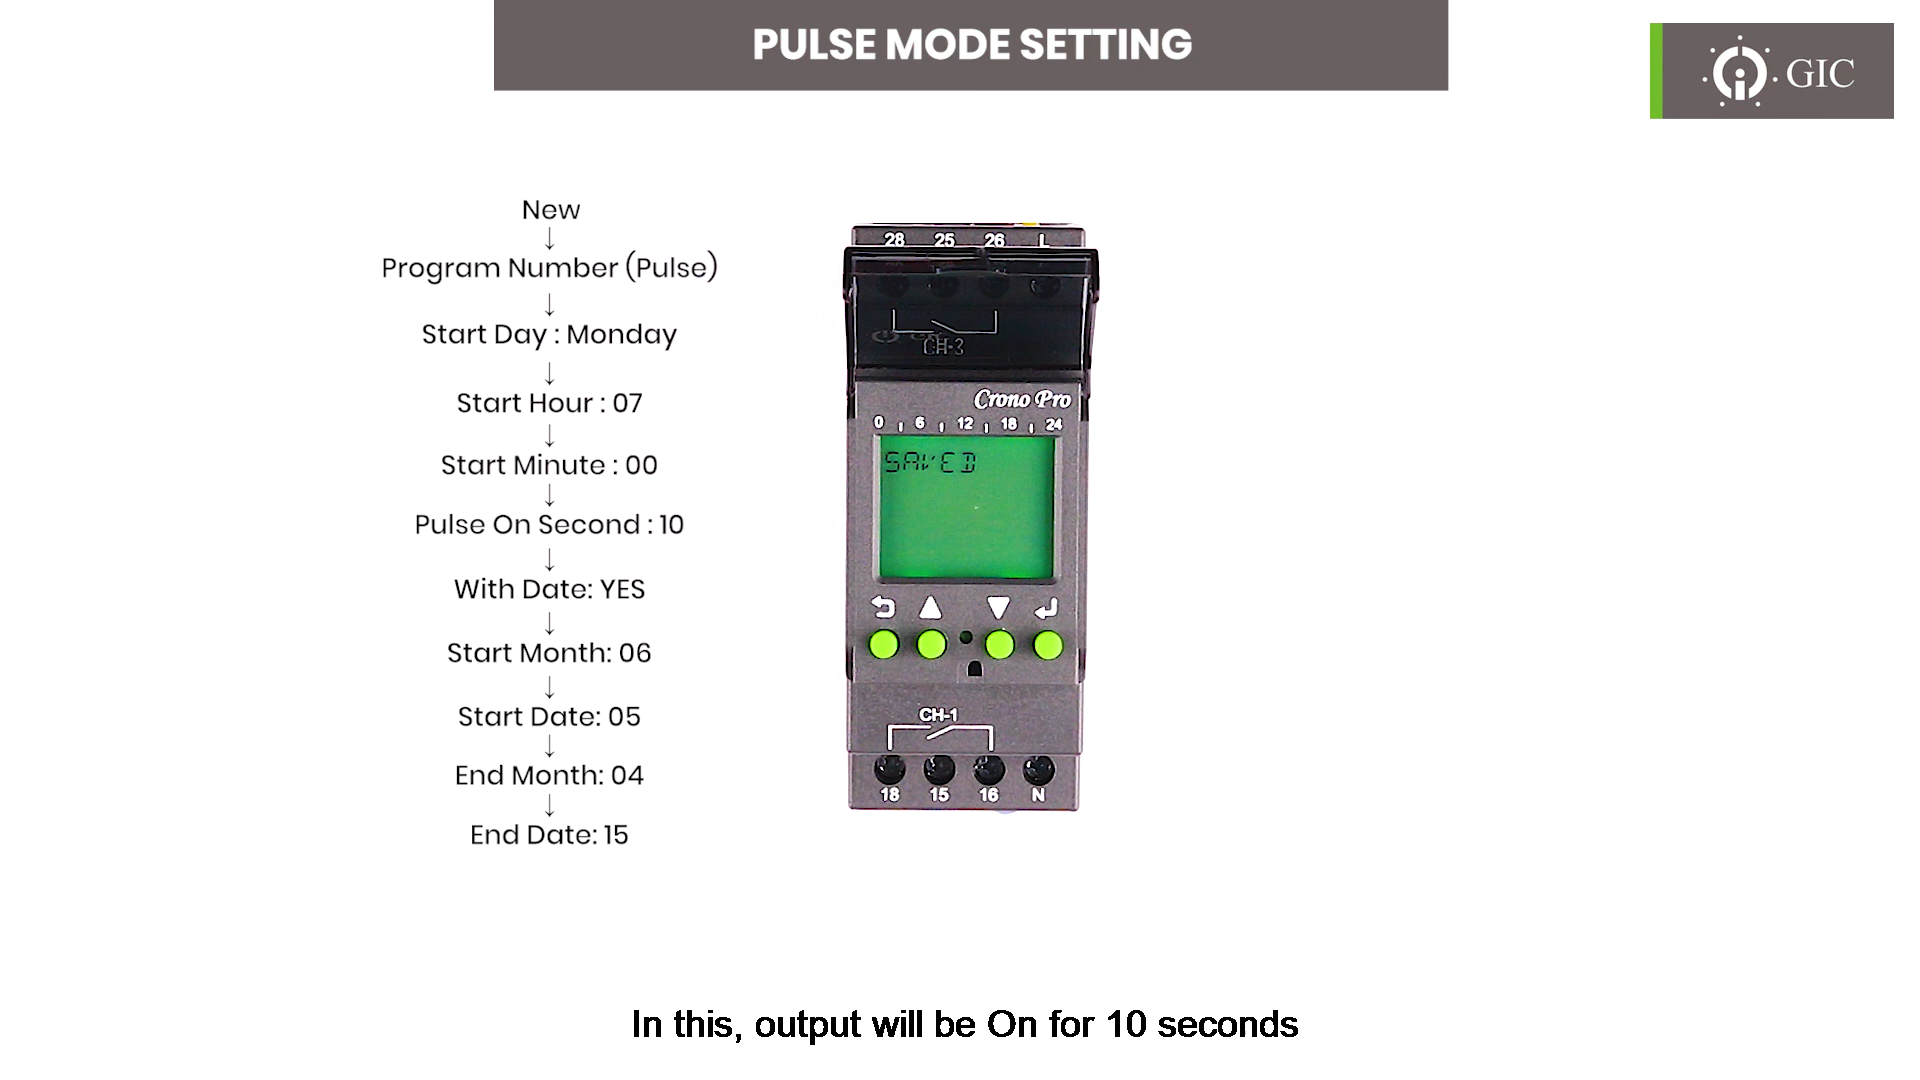 PULSE MODE SETTING
GIC
New
↓
Program Number (Pulse)
↓
Start Day : Monday
↓
Start Hour : 07
↓
Start Minute : 00
↓
Pulse On Second : 10
↓
With Date: YES
↓
Start Month: 06
↓
Start Date: 05
↓
End Month: 04
↓
End Date: 15
28 25 26 L
CH-3
Crono Pro
0 6 12 18 24
SAVED
CH-1
18 15 16 N
In this, output will be On for 10 seconds